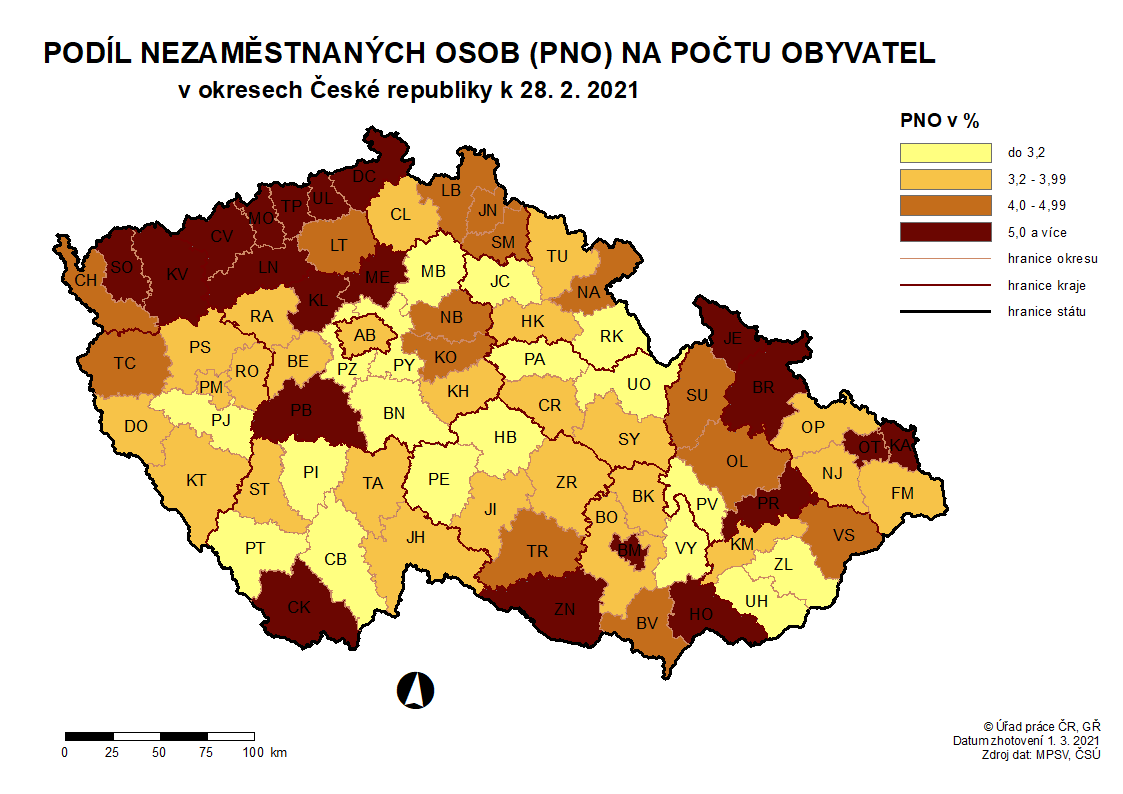 PODÍL NEZAMĚSTNANÝCH OSOB (PNO) NA POČTU OBYVATEL
v okresech České republiky k 28. 2. 2021
PNO v %
do 3,2
3,2 - 3,99
4,0 - 4,99
5,0 a více
hranice okresu
hranice kraje
hranice státu
DC
UL
TP
MO
LB
JN
CV
CL
LT
SM
SO
KV
LN
CH
ME
MB
TU
JC
KL
NA
RA
NB
AB
HK
RK
JE
TC
PS
RO
BE
PZ
PY
KO
PA
PM
KH
UO
SU
BR
PJ
PB
BN
CR
DO
HB
SY
OP
OT
KA
KT
ST
PI
TA
PE
ZR
OL
NJ
FM
BK
PV
PR
JI
BO
PT
CB
JH
TR
BM
VY
KM
VS
ZL
CK
ZN
BV
HO
UH
0 25 50 75 100 km
© Úřad práce ČR, GŘ
Datum zhotovení 1. 3. 2021
Zdroj dat: MPSV, ČSÚ